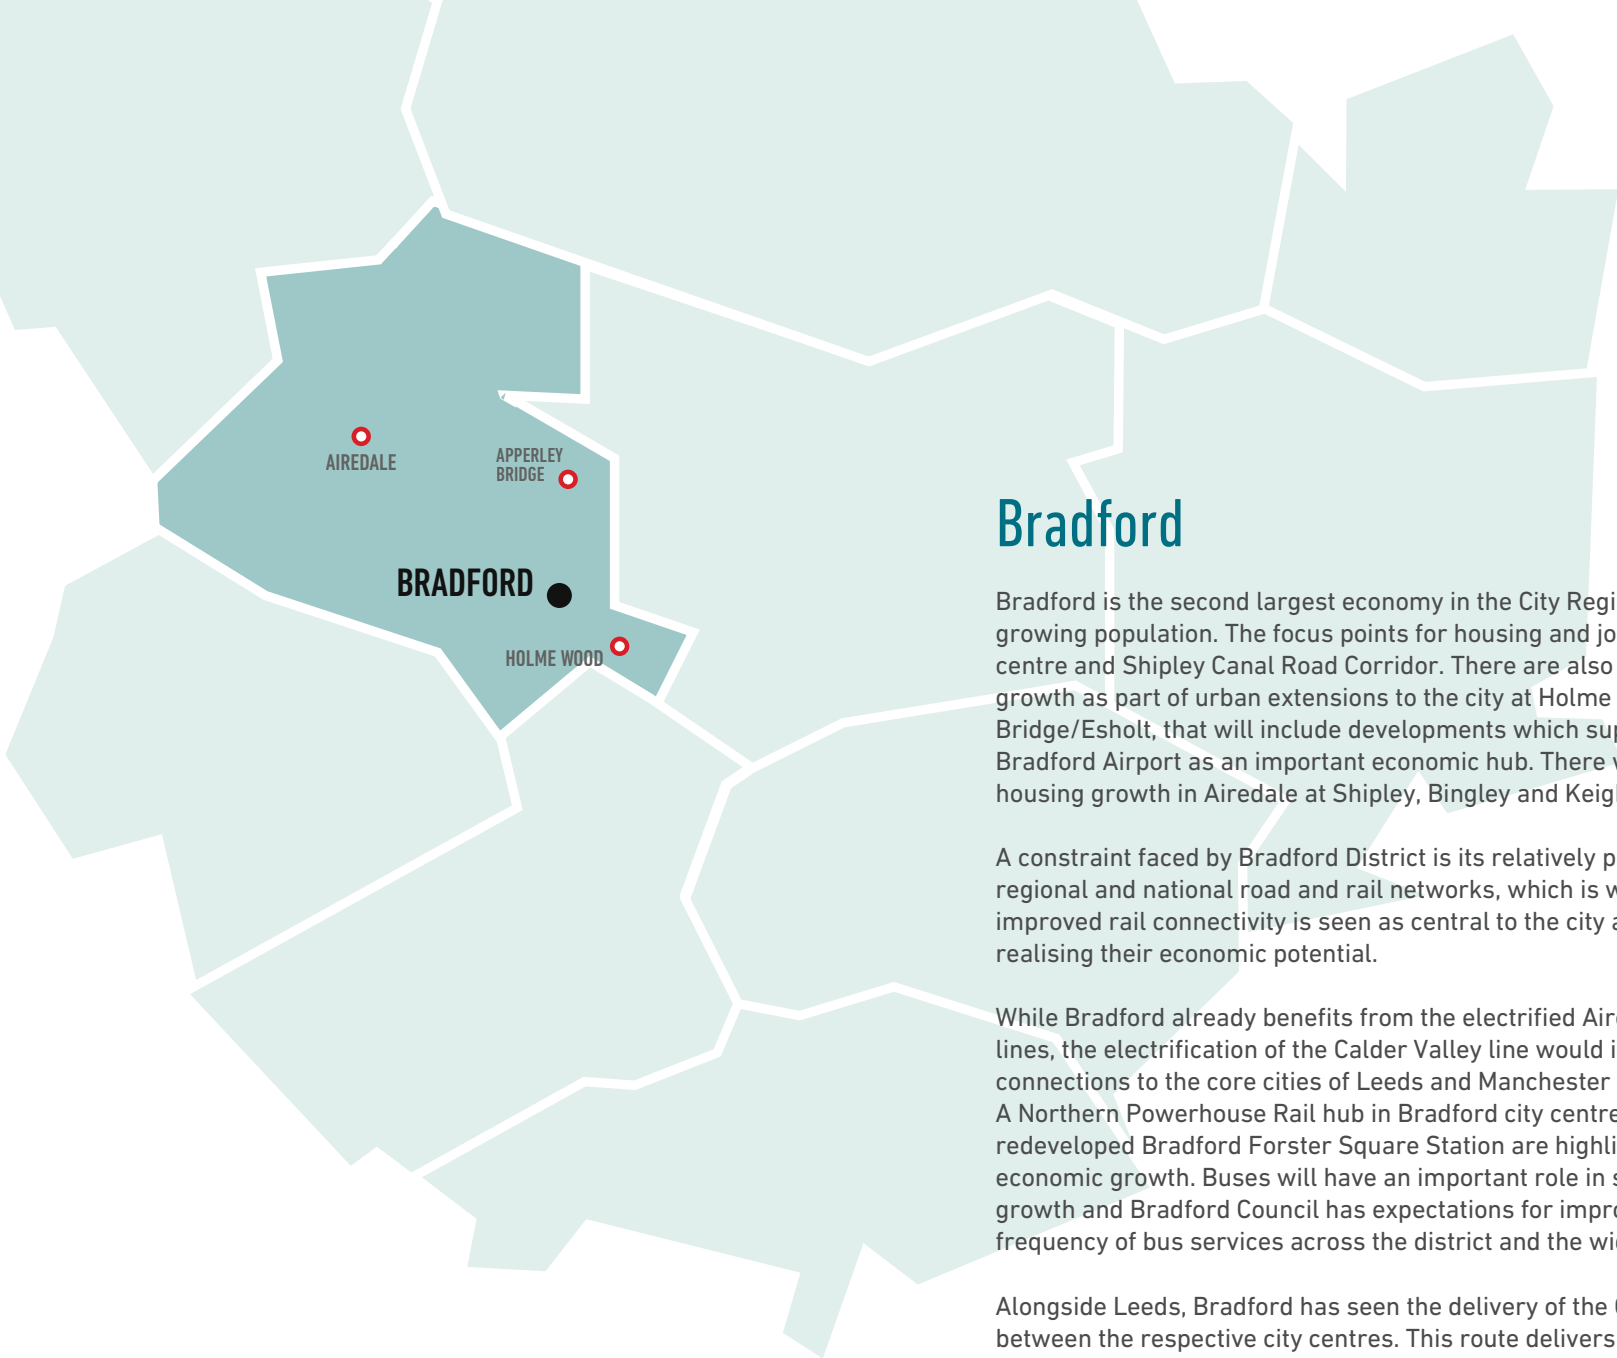 AIREDALE
APPERLEY
BRIDGE
BRADFORD
HOLME WOOD
Bradford
Bradford is the second largest economy in the City
growing population. The focus points for housing and
centre and Shipley Canal Road Corridor. There are also
growth as part of urban extensions to the city at Holme
Bridge/Esholt, that will include developments which
Bradford Airport as an important economic hub. There
housing growth in Airedale at Shipley, Bingley and
A constraint faced by Bradford District is its relatively
regional and national road and rail networks, which is
improved rail connectivity is seen as central to the city
realising their economic potential.
While Bradford already benefits from the electrified
lines, the electrification of the Calder Valley line would
connections to the core cities of Leeds and Manchester
A Northern Powerhouse Rail hub in Bradford city centre
redeveloped Bradford Forster Square Station are
economic growth. Buses will have an important role in
growth and Bradford Council has expectations for
frequency of bus services across the district and the
Alongside Leeds, Bradford has seen the delivery of the
between the respective city centres. This route delivers